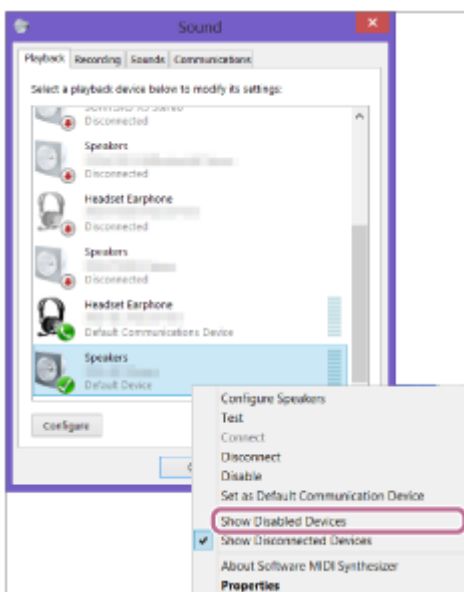 Sound
Playback Recording Sounds Communications
Select a playback device below to modify its settings:
Disconnected
Speakers
Disconnected
Headset Earphone
Disconnected
Speakers
Disconnected
Headset Earphone
Default Communications Device
Speakers
Default Device
Configure
Configure Speakers
Test
Connect
Disconnect
Disable
Set as Default Communication Device
Show Disabled Devices
Show Disconnected Devices
About Software MIDI Synthesizer
Properties